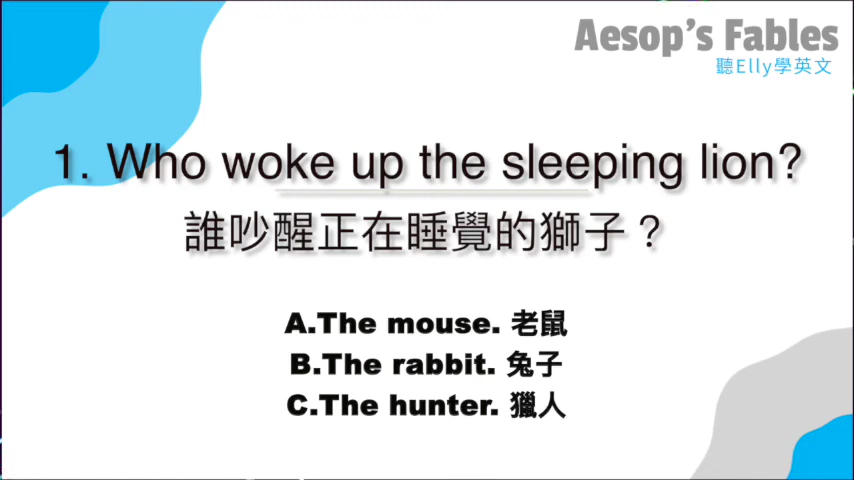 Aesop's Fables
聽Elly學英文
1. Who woke up the sleeping lion?
誰吵醒正在睡覺的獅子？
A.The mouse. 老鼠
B.The rabbit. 兔子
C.The hunter. 獵人